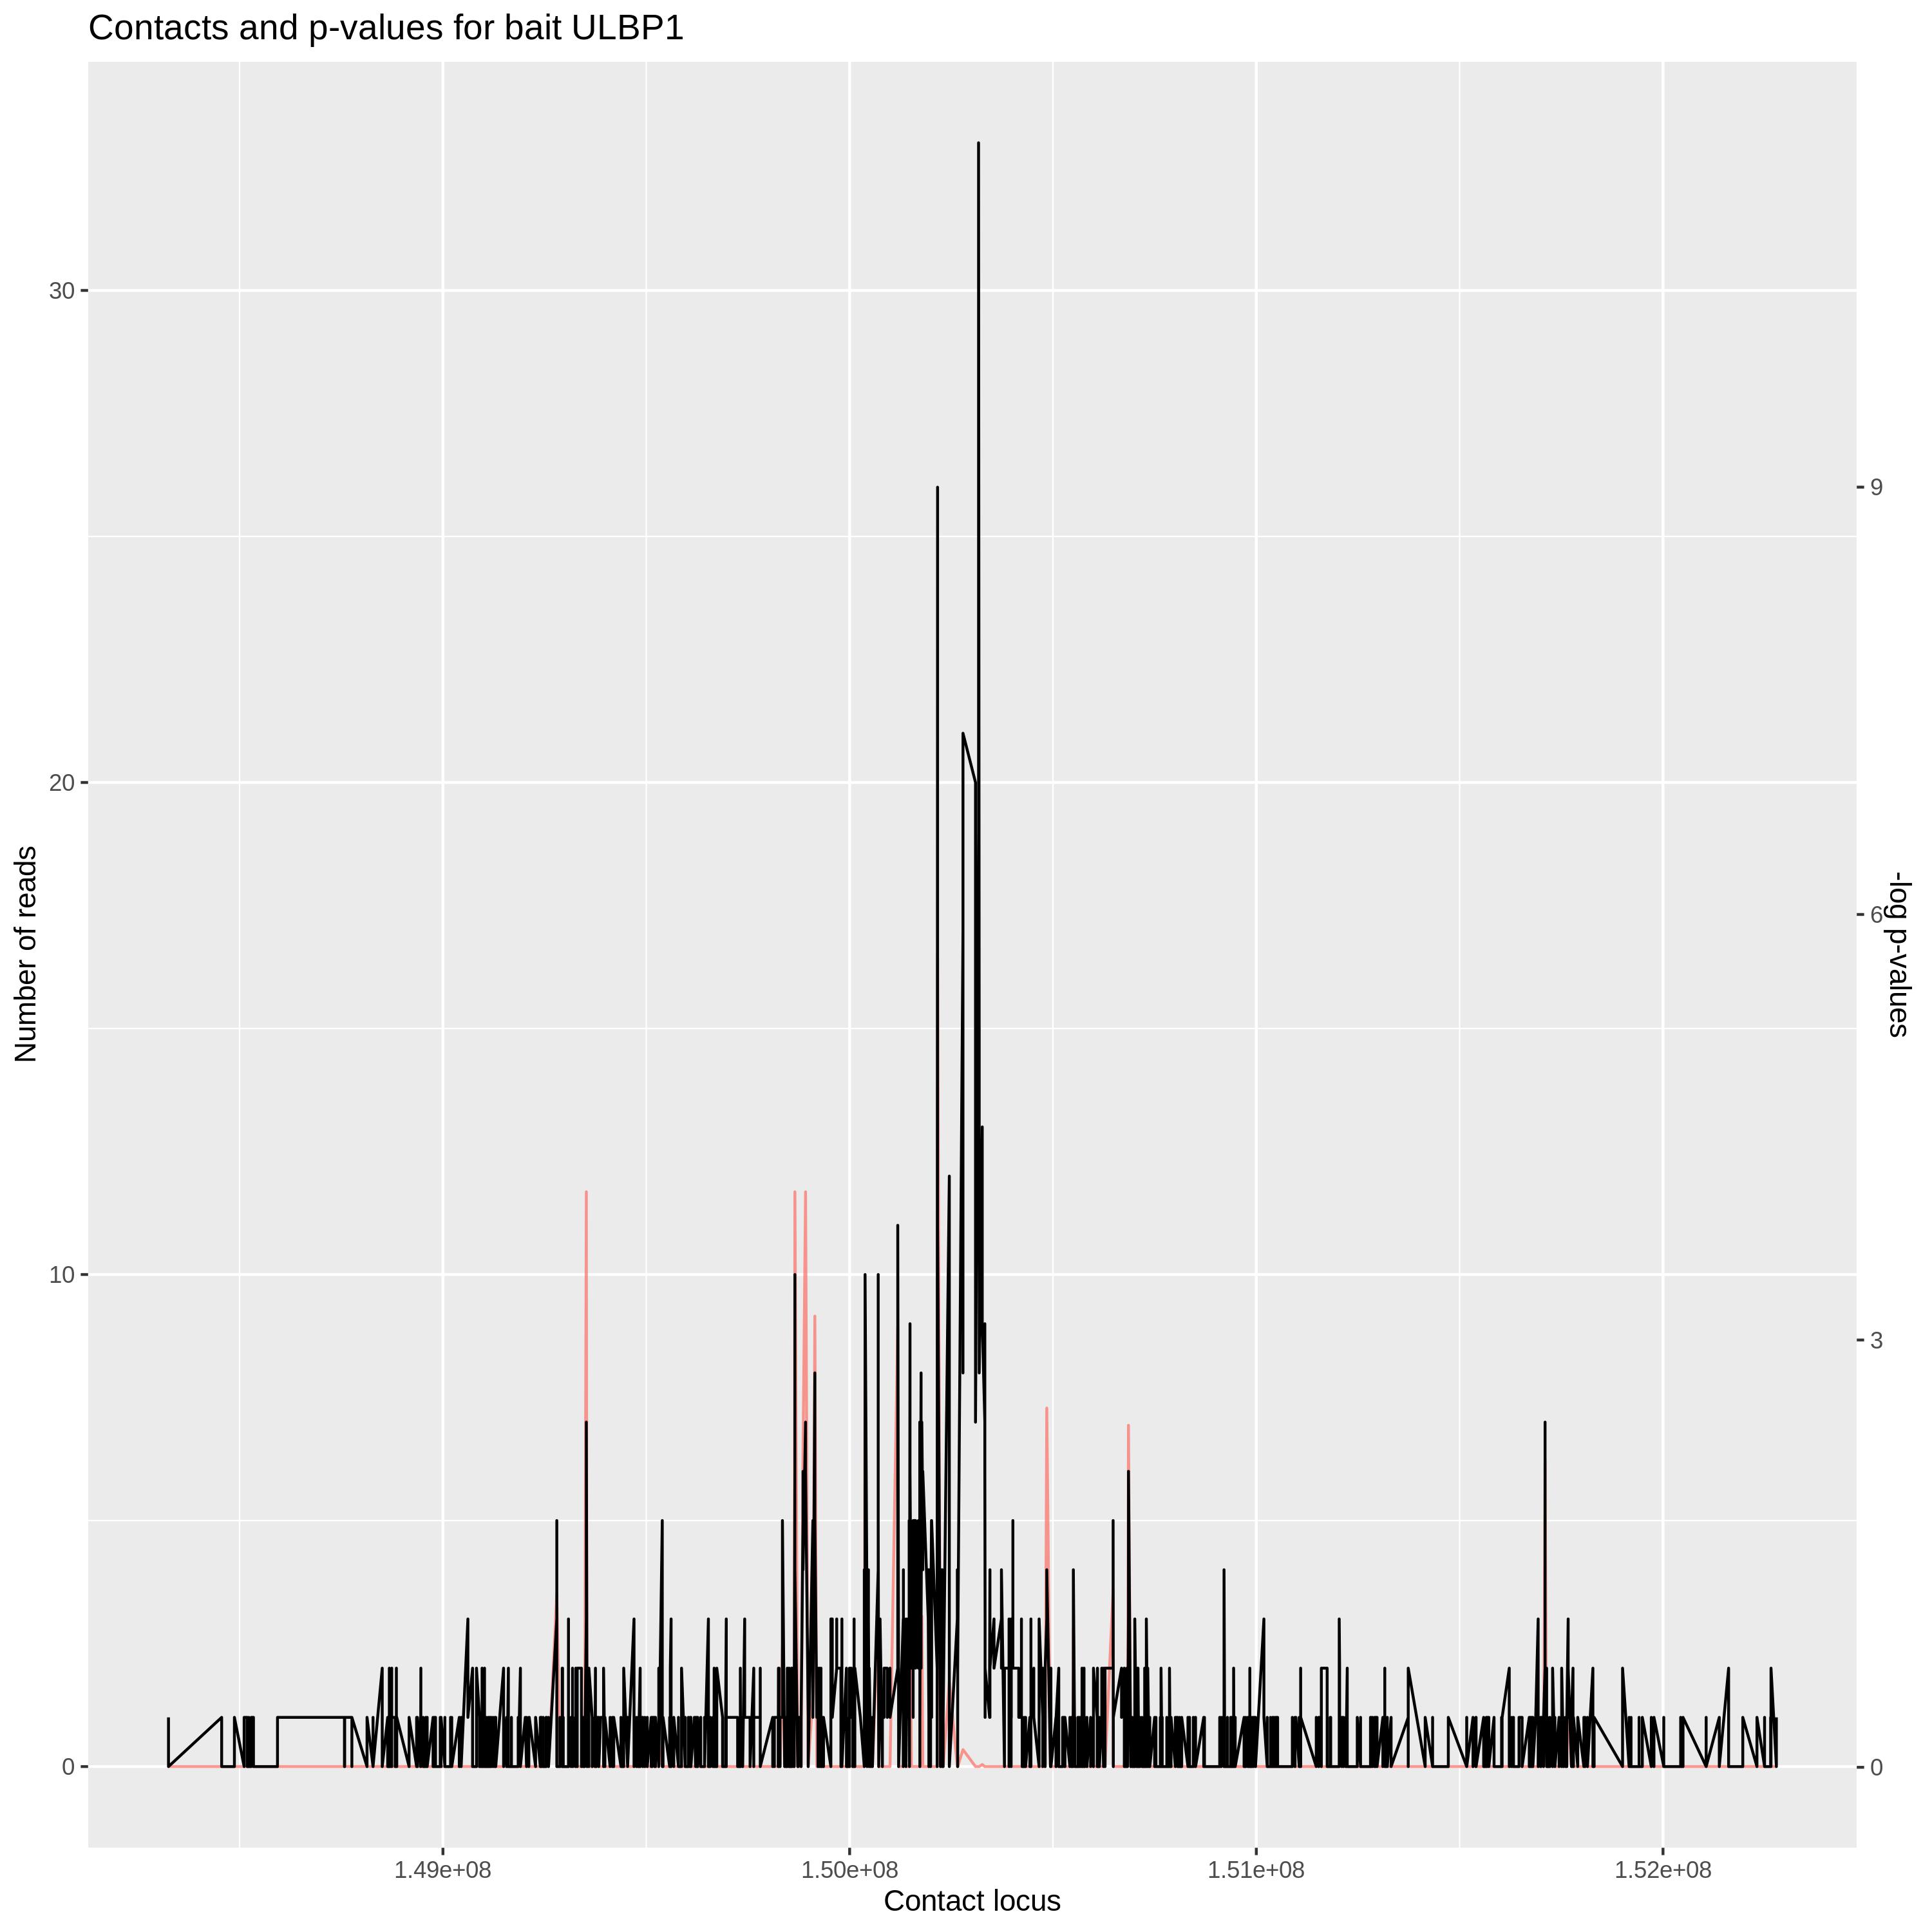 Contacts and p-values for bait ULBP1
30
20
10
0
Number of reads
9
6
3
0
-log p-values
1.49e+08 1.50e+08 1.51e+08 1.52e+08
Contact locus